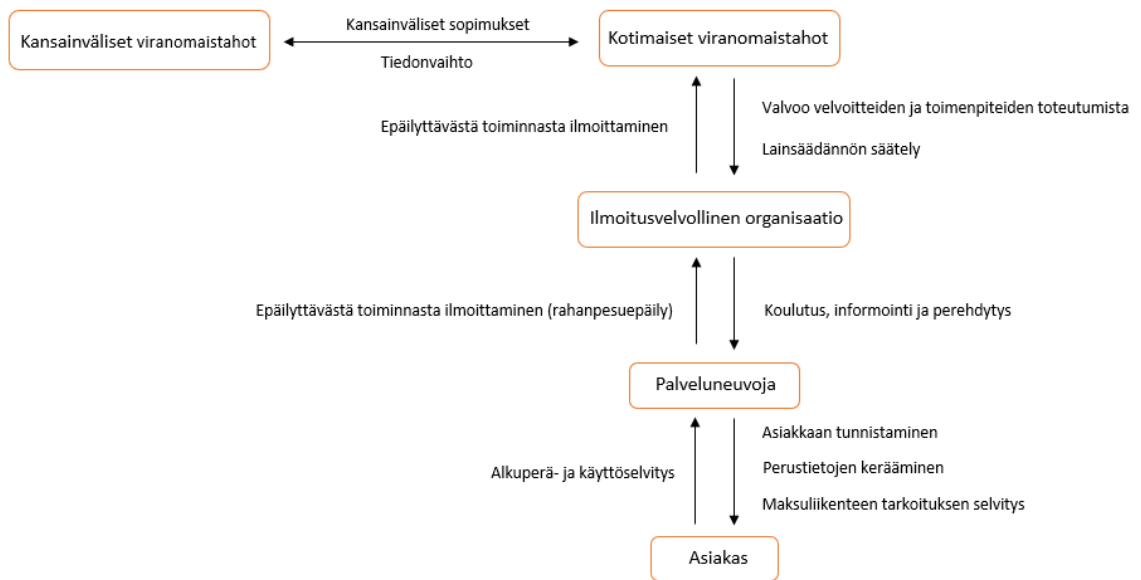 Kansainväliset sopimukset
Kansainväliset viranomaistahot
Kotimaiset viranomaistahot
Tiedonvaihto
Valvoo velvoitteiden ja toimenpiteiden toteutumista
Epäilyttävästä toiminnasta ilmoittaminen
Lainsäädännön säätely
Ilmoitusvelvollinen organisaatio
Epäilyttävästä toiminnasta ilmoittaminen (rahanpesuepäily)
Koulutus, informointi ja perehdytys
Palveluneuvoja
Asiakkaan tunnistaminen
Alkuperä- ja käyttöselvitys
Perustietojen kerääminen
Maksuliikenteen tarkoituksen selvitys
Asiakas